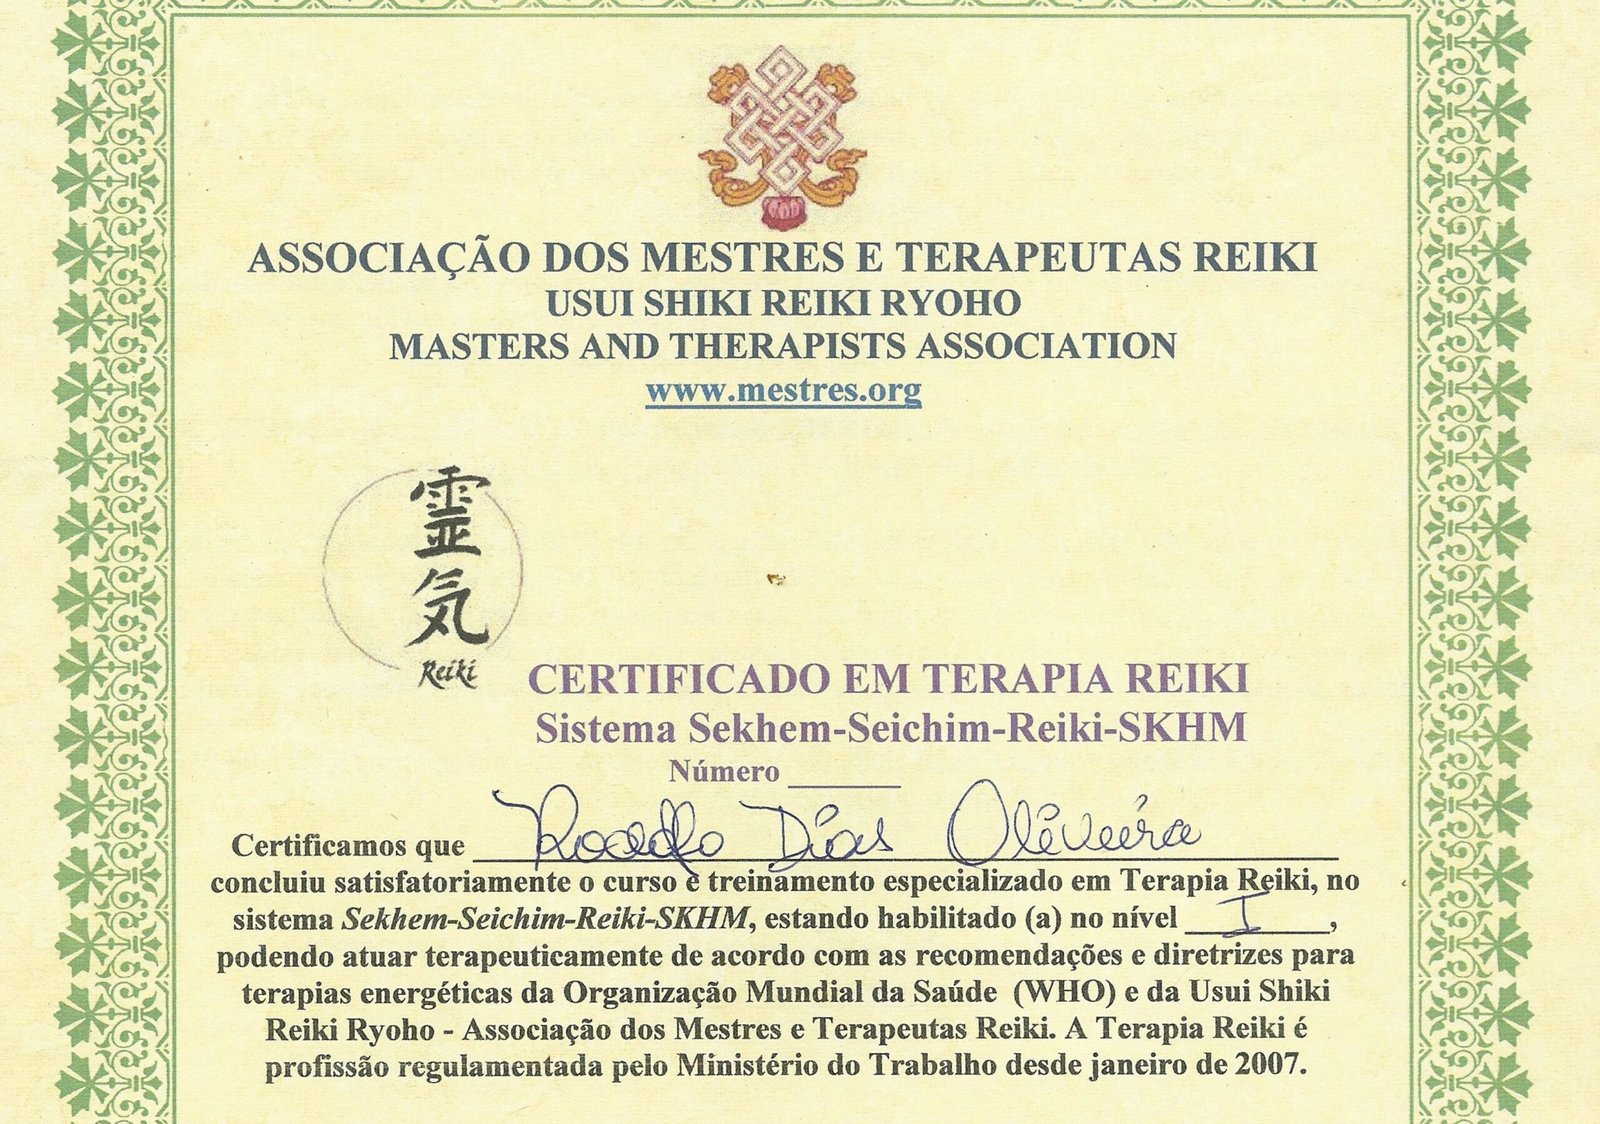 ASSOCIAÇÃO DOS MESTRES E TERAPEUTAS REIKI
USUI SHIKI REIKI RYOHO
MASTERS AND THERAPISTS ASSOCIATION
www.mestres.org
霊
気
Reiki
CERTIFICADO EM TERAPIA REIKI
Sistema Sekhem-Seichim-Reiki-SKHM
Número
Certificamos que Rodolfo Dias Oliveira
concluiu satisfatoriamente o curso e treinamento especializado em Terapia Reiki, no
sistema Sekhem-Seichim-Reiki-SKHM, estando habilitado (a) no nível I,
podendo atuar terapeuticamente de acordo com as recomendações e diretrizes para
terapias energéticas da Organização Mundial da Saúde (WHO) e da Usui Shiki
Reiki Ryoho - Associação dos Mestres e Terapeutas Reiki. A Terapia Reiki é
profissão regulamentada pelo Ministério do Trabalho desde janeiro de 2007.